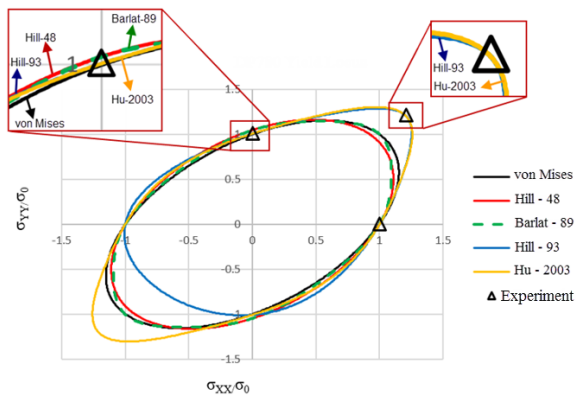 Barlat-89
Hill-48
Hill-93
1
von Mises
Hill-93
Hu-2003
Hu-2003
1.5
1
0.5
0
-0.5
-1
-1.5
-1.5
-1
-0.5
0
0.5
1
1.5
σYY/σ0
σXX/σ0
von Mises
Hill - 48
Barlat - 89
Hill - 93
Hu - 2003
Experiment